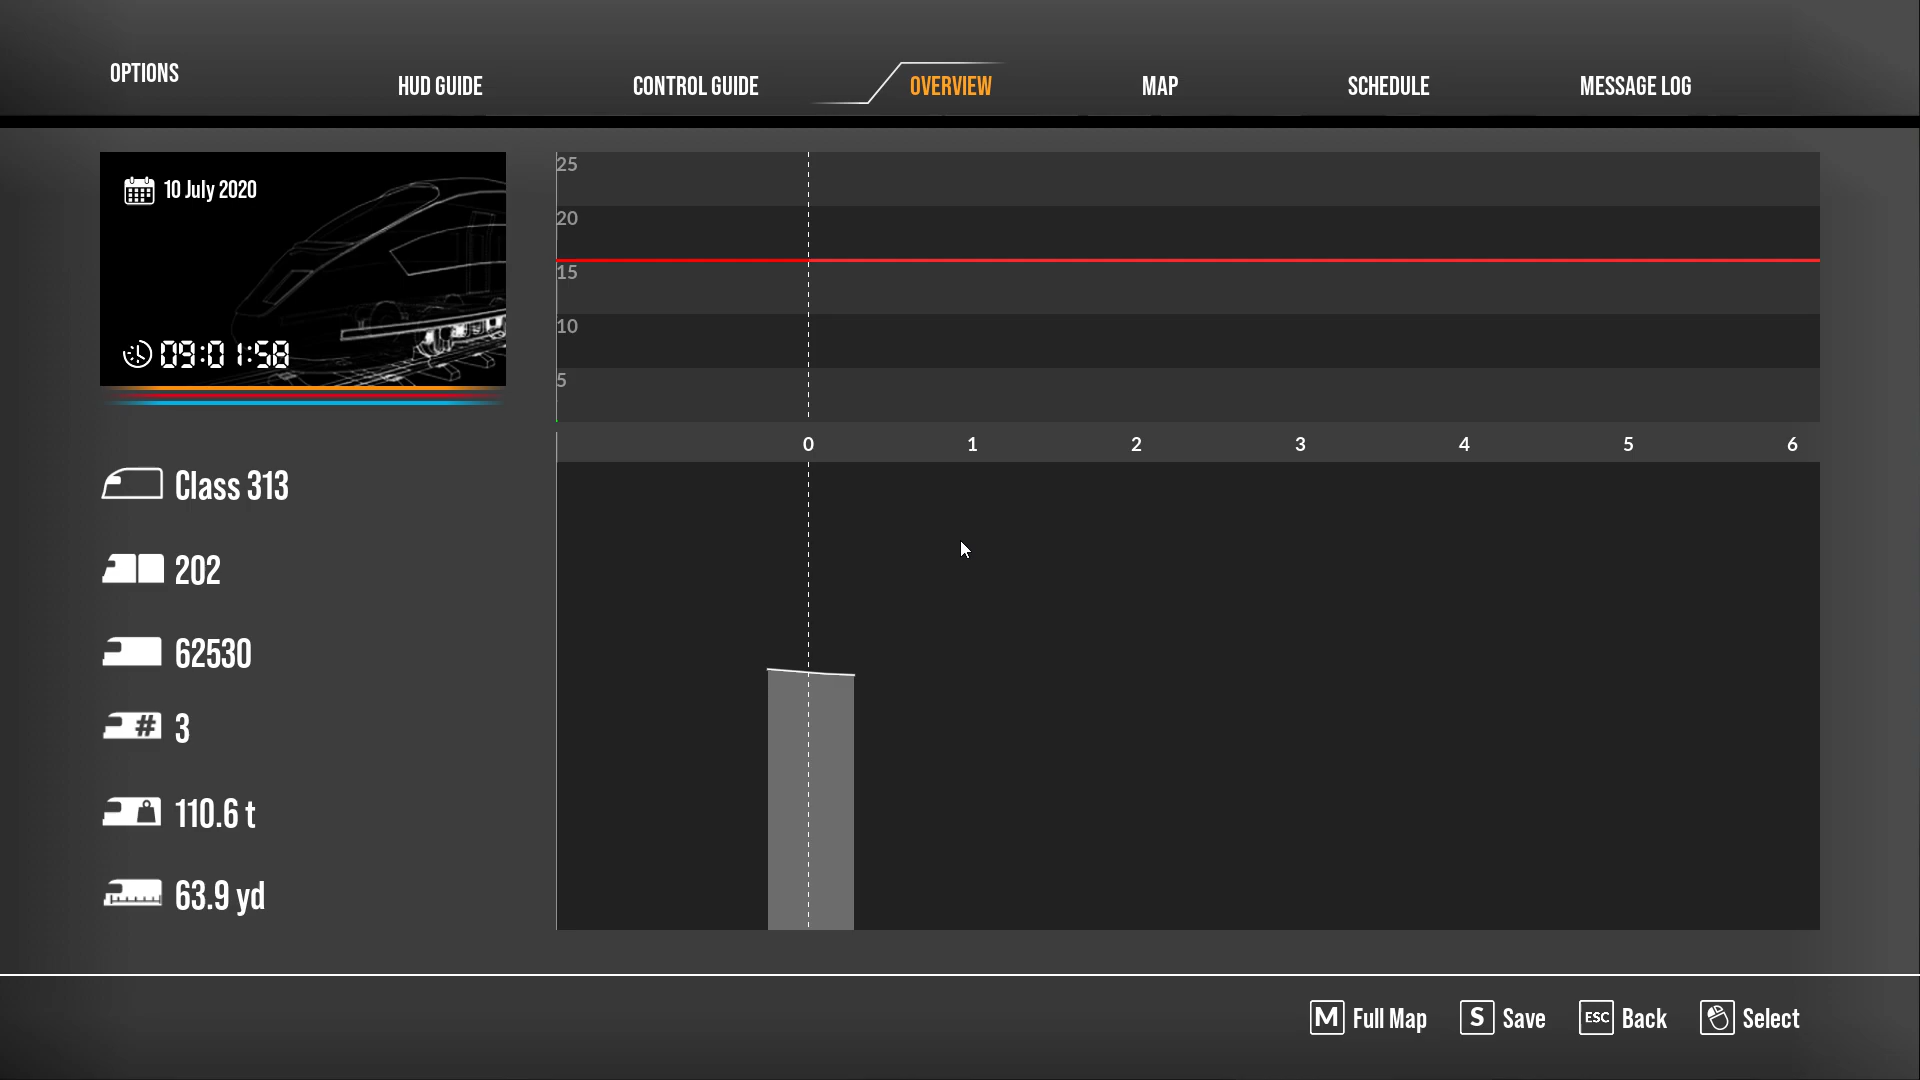 OPTIONS
HUD GUIDE
CONTROL GUIDE
OVERVIEW
MAP
SCHEDULE
MESSAGE LOG
10 July 2020
09:01:58
Class 313
202
62530
# 3
110.6 t
63.9 yd
25
20
15
10
5
0 1 2 3 4 5 6
M Full Map
S Save
ESC Back
Select